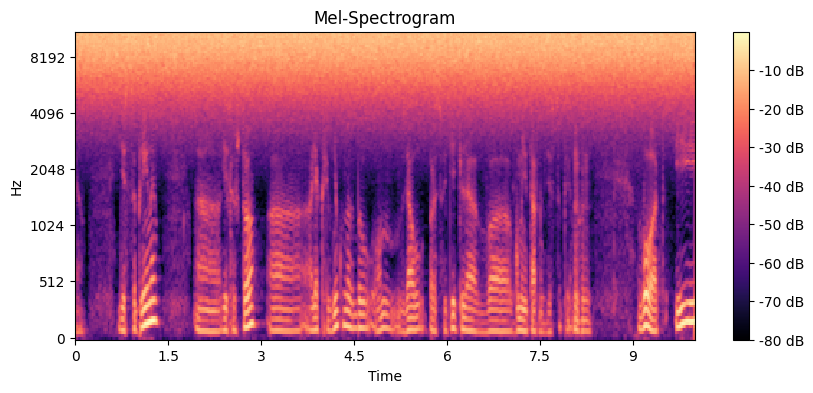 Mel-Spectrogram
8192
4096
2048
1024
512
0
Hz
0 1.5 3 4.5 6 7.5 9
Time
-10 dB
-20 dB
-30 dB
-40 dB
-50 dB
-60 dB
-70 dB
-80 dB